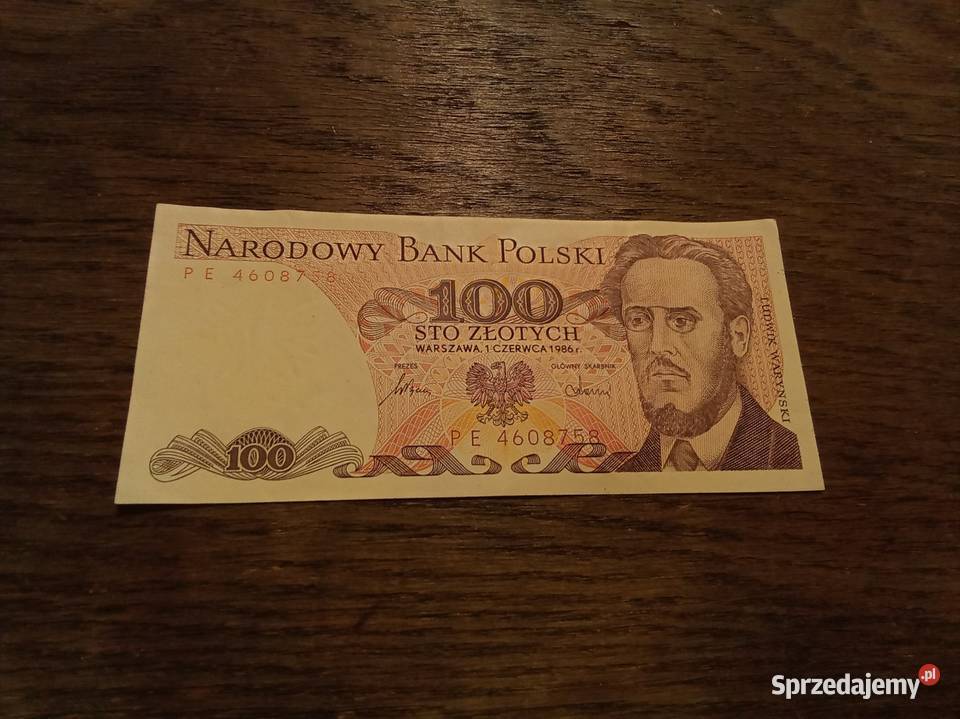 NARODOWY BANK POLSKI
PE 4608758
100
STO ZŁOTYCH
WARSZAWA, 1 CZERWCA 1986 r.
PREZES
GŁÓWNY SKARBNIK
LUDWIK WARYŃSKI
PE 4608758
100
Sprzedajemy.pl